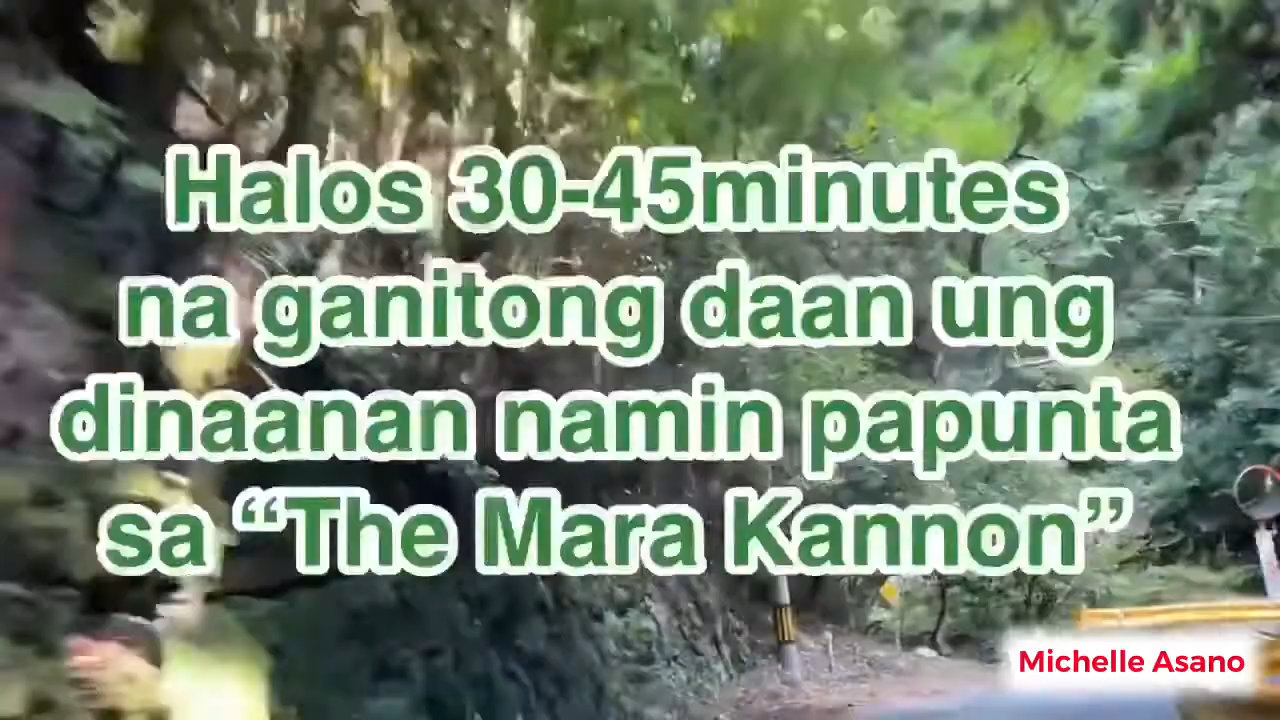 Halos 30-45minutes
na ganitong daan ung
dinaanan namin papunta
sa “The Mara Kannon”
Michelle Asano